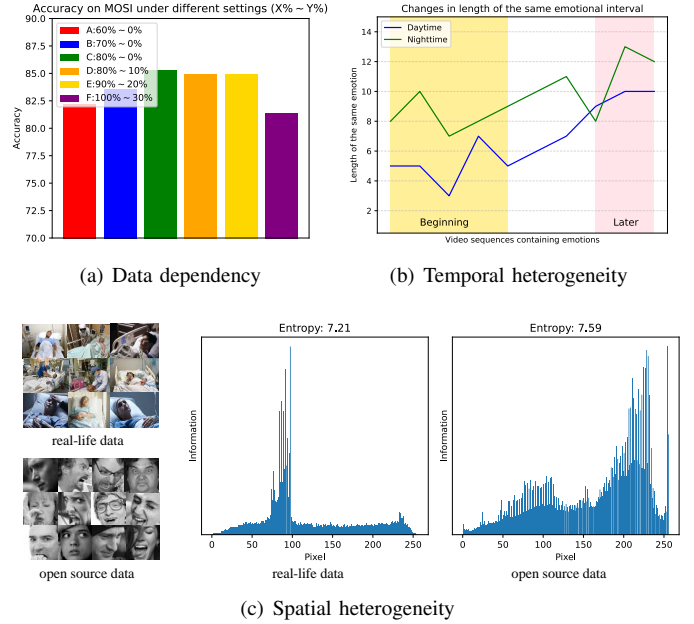 Accuracy on MOSI under different settings (X% ~ Y%)
90.0
87.5
85.0
82.5
80.0
77.5
75.0
72.5
70.0
Accuracy
A:60% ~ 0%
B:70% ~ 0%
C:80% ~ 0%
D:80% ~ 10%
E:90% ~ 20%
F:100% ~ 30%
(a) Data dependency
Changes in length of the same emotional interval
Daytime
Nighttime
14
12
10
8
6
4
2
Length of the same emotion
Beginning
Later
Video sequences containing emotions
(b) Temporal heterogeneity
real-life data
open source data
Entropy: 7.21
Information
0 50 100 150 200 250
Pixel
real-life data
Entropy: 7.59
Information
0 50 100 150 200 250
Pixel
open source data
(c) Spatial heterogeneity